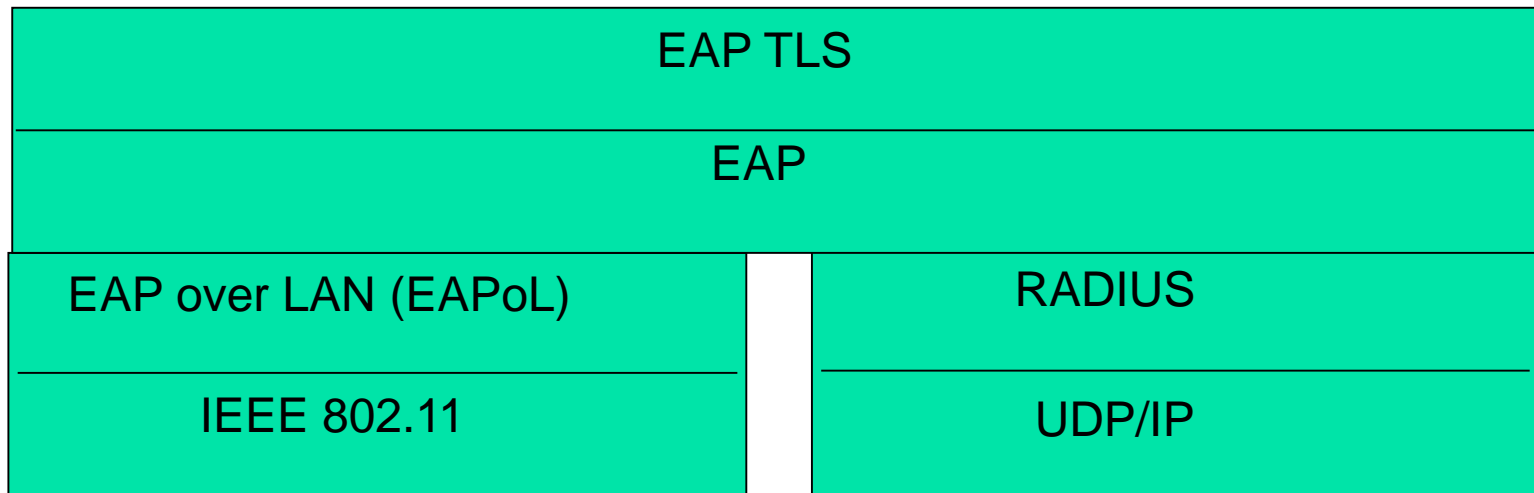 EAP TLS
EAP
EAP over LAN (EAPoL)
RADIUS
IEEE 802.11
UDP/IP